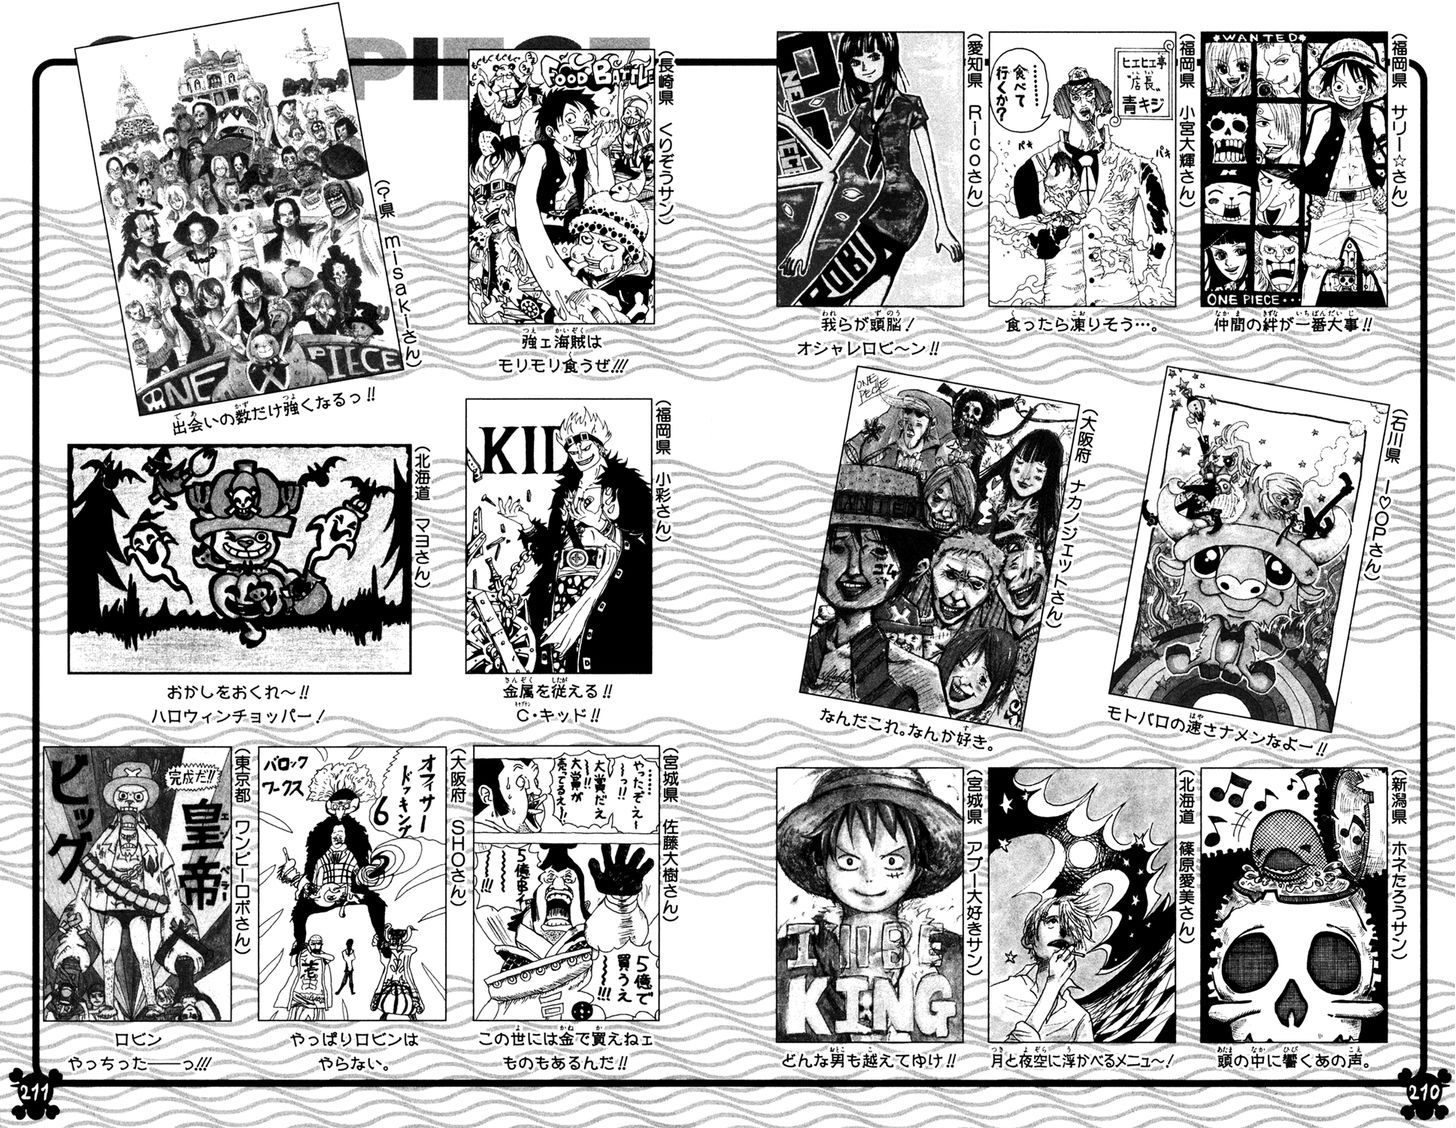 WANTED
ONE PIECE・・・
(福岡県 サリー☆さん)
仲間の絆が一番大事!!
ヒエヒエ亭
"店長"
青キジ
………
食べて
行くか?
パキ
パキ
(福岡県 小宮大輝さん)
食ったら凍りそう…。
(愛知県 Ricoさん)
我らが頭脳!
オシャレロビ〜ン!!
(石川県 I♡OPさん)
モトバロの速さナメンなよー!!
ONE
PIECE
WANTED
(大阪府 ナカンジェットさん)
なんだこれ。なんか好き。
(新潟県 ホネたろうサン)
頭の中に響くあの声。
(北海道 篠原愛美さん)
月と夜空に浮かべるメニュ〜!
I'LL BE
KING
(宮城県 アプー大好きサン)
どんな男も越えてゆけ!!
210
FOOD BATTLE
(長崎県 くりぞうサン)
強ェ海賊は
モリモリ食うぜ!!!
ONE PIECE
(?県 misakiさん)
出会いの数だけ強くなるっ!!
KID
(福岡県 小彩さん)
金属を従える!!
C・キッド!!
(北海道 マヨさん)
おかしをおくれ〜!!
ハロウィンチョッパー!
……
やったぞぇ〜
〜っ!!
大賞だぇ
大賞が
売ってるえ!!
5億で
買うえ
〜!!!
(宮城県 佐藤大樹さん)
この世には金で買えねェ
ものもあるんだ!!
バロック
ワークス
オフィサー
ドッキング
6
(大阪府 SHOさん)
やっぱりロビンは
やらない。
完成だ!!
ビッグ
皇帝
エンペラー
(東京都 ワンピーロボさん)
ロビン
やっちったーーっ!!!
211